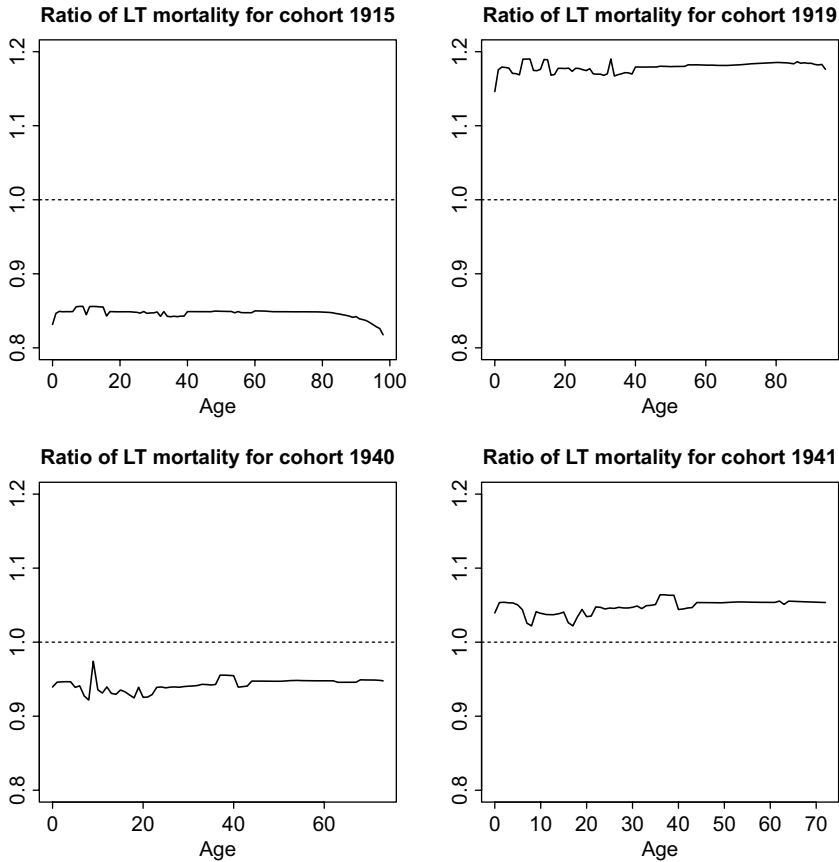 Ratio of LT mortality for cohort 1915
0.8 0.9 1.0 1.1 1.2
0 20 40 60 80 100
Age
Ratio of LT mortality for cohort 1919
0.8 0.9 1.0 1.1 1.2
0 20 40 60 80
Age
Ratio of LT mortality for cohort 1940
0.8 0.9 1.0 1.1 1.2
0 20 40 60
Age
Ratio of LT mortality for cohort 1941
0.8 0.9 1.0 1.1 1.2
0 10 20 30 40 50 60 70
Age